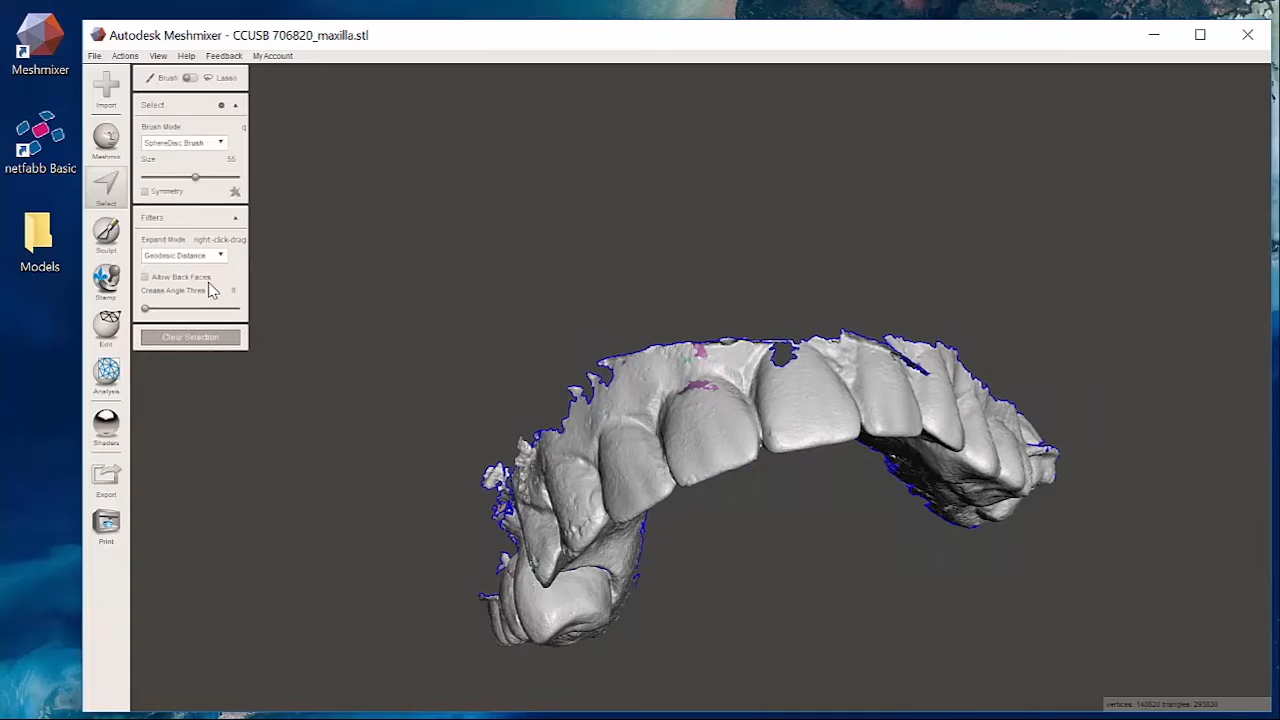 Meshmixer
netfabb Basic
Models
Autodesk Meshmixer - CCUSB 706820_maxilla.stl
File Actions View Help Feedback My Account
Import
Meshmix
Select
Sculpt
Stamp
Edit
Analysis
Shaders
Export
Print
Brush Lasso
Select
Brush Mode q
SphereDisc Brush
Size 55
Symmetry
Filters
Expand Mode right-click-drag
Geodesic Distance
Allow Back Faces
Crease Angle Thres 0
Clear Selection
vertices: triangles: